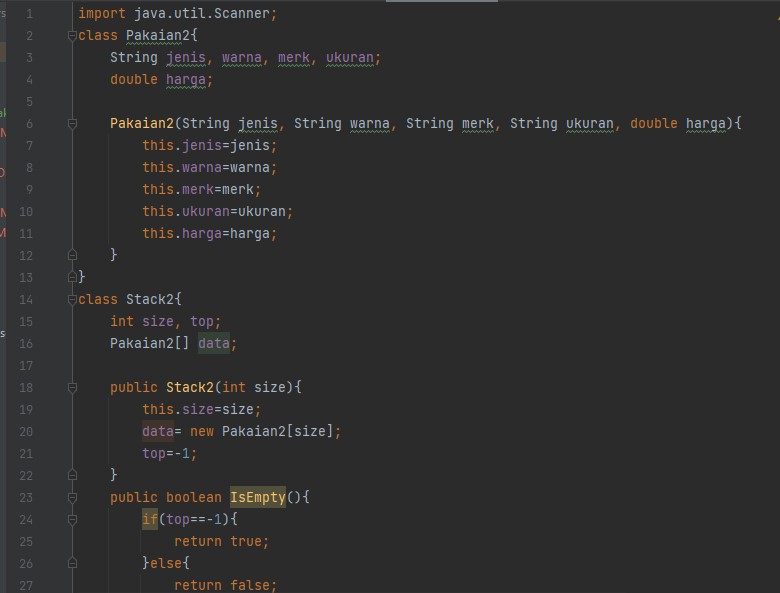 1 import java.util.Scanner;
2 class Pakaian2{
3 String jenis, warna, merk, ukuran;
4 double harga;
5
6 Pakaian2(String jenis, String warna, String merk, String ukuran, double harga){
7 this.jenis=jenis;
8 this.warna=warna;
9 this.merk=merk;
10 this.ukuran=ukuran;
11 this.harga=harga;
12 }
13 }
14 class Stack2{
15 int size, top;
16 Pakaian2[] data;
17
18 public Stack2(int size){
19 this.size=size;
20 data= new Pakaian2[size];
21 top=-1;
22 }
23 public boolean IsEmpty(){
24 if(top==-1){
25 return true;
26 }else{
27 return false;